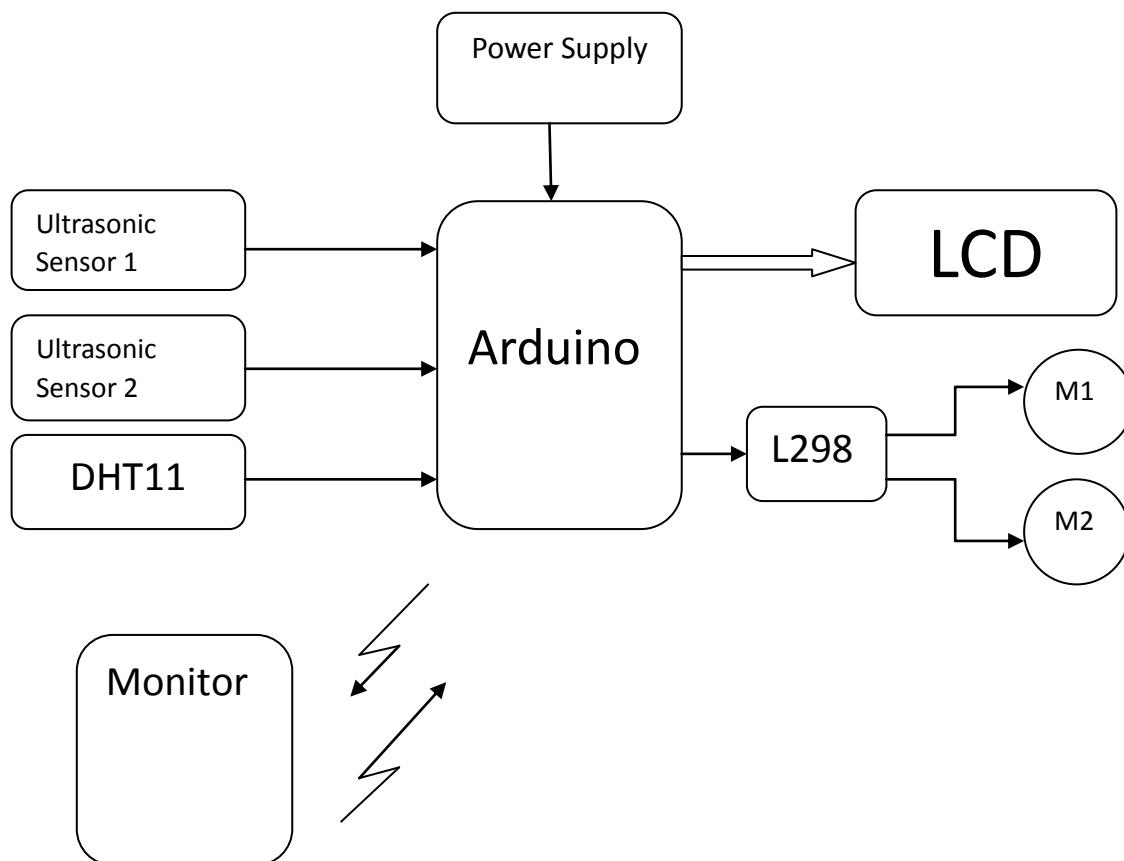 Power Supply
Ultrasonic
Sensor 1
LCD
Ultrasonic
Sensor 2
Arduino
M1
DHT11
L298
M2
Monitor